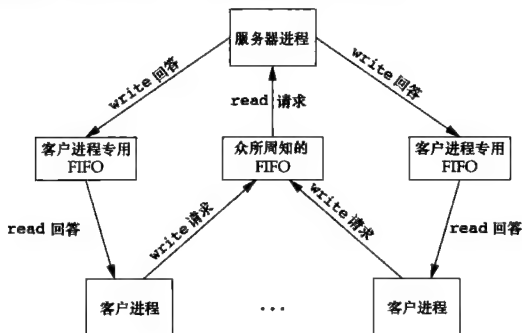 服务器进程
write 回答
write 回答
read 请求
客户进程专用
FIFO
众所周知的
FIFO
客户进程专用
FIFO
read 回答
write 请求
write 请求
read 回答
客户进程
...
客户进程